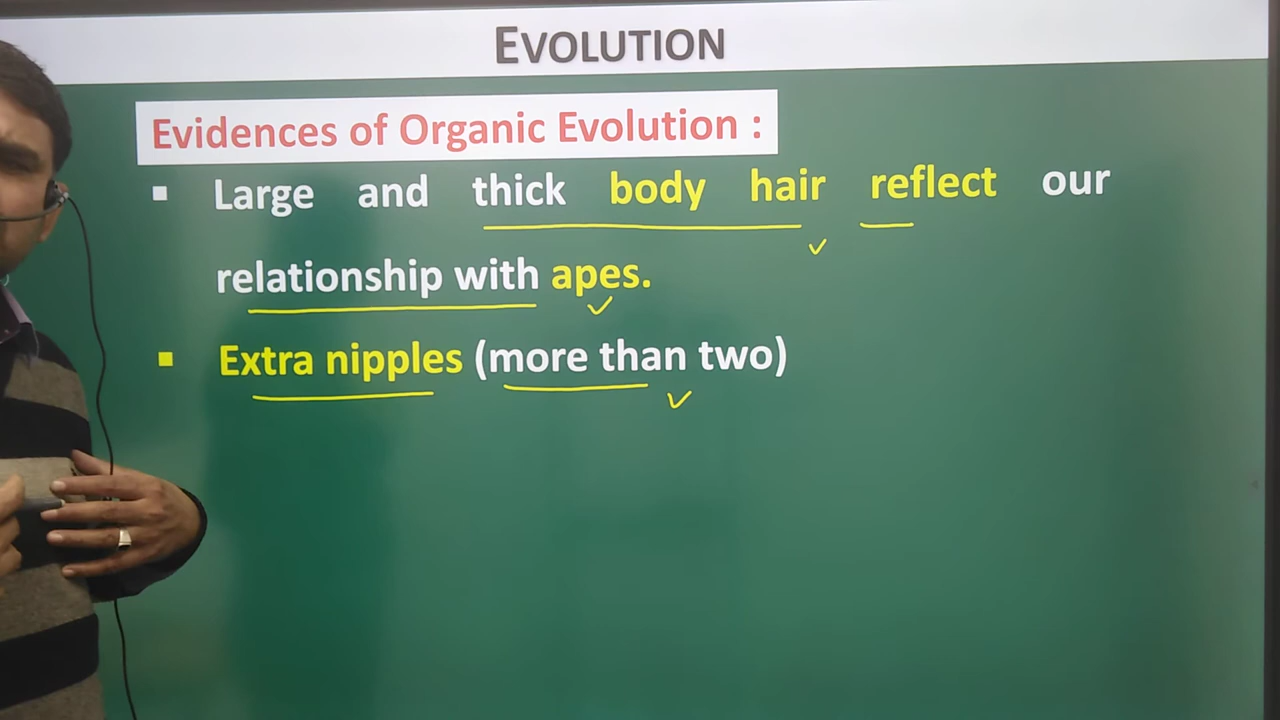 EVOLUTION
Evidences of Organic Evolution :
▪ Large and thick body hair reflect our
relationship with apes.
▪ Extra nipples (more than two)